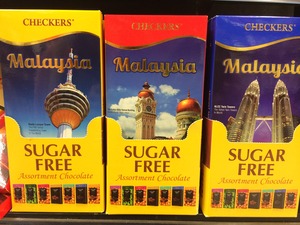 CHECKERS'
Malaysia
SUGAR
FREE
Assortment Chocolate
CHECKERS'
Malaysia
SUGAR
FREE
Assortment Chocolate
CHECKERS'
Malaysia
SUGAR
FREE
Assortment Chocolate